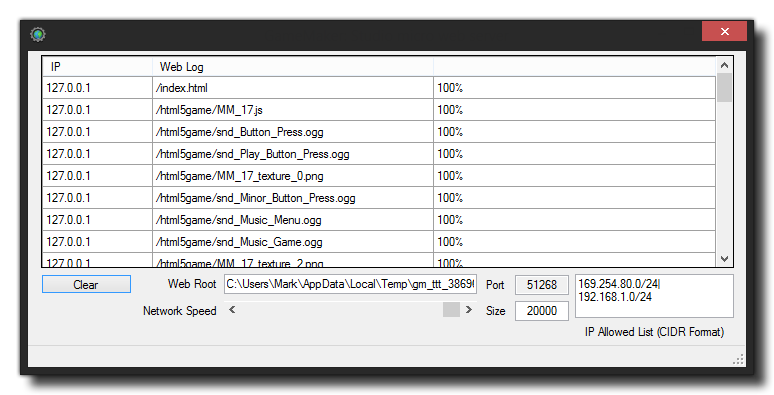 IP Web Log
127.0.0.1 /index.html 100%
127.0.0.1 /html5game/MM_17.js 100%
127.0.0.1 /html5game/snd_Button_Press.ogg 100%
127.0.0.1 /html5game/snd_Play_Button_Press.ogg 100%
127.0.0.1 /html5game/MM_17_texture_0.png 100%
127.0.0.1 /html5game/snd_Minor_Button_Press.ogg 100%
127.0.0.1 /html5game/snd_Music_Menu.ogg 100%
127.0.0.1 /html5game/snd_Music_Game.ogg 100%
127.0.0.1 /html5game/MM_17_texture_2.png 100%
Clear Web Root C:\Users\Mark\AppData\Local\Temp\gm_ttt_3869 Port 51268 169.254.80.0/24
192.168.1.0/24
Network Speed Size 20000
IP Allowed List (CIDR Format)